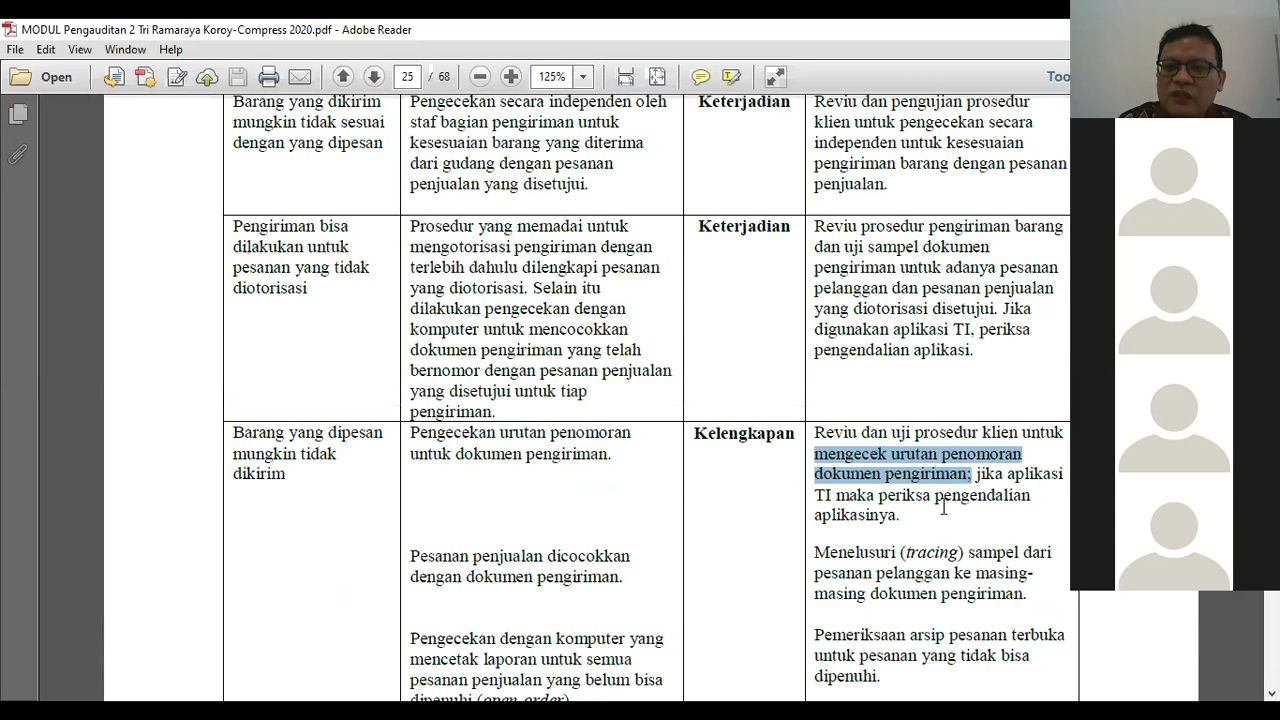 MODUL Pengauditan 2 Tri Ramaraya Koroy-Compress 2020.pdf - Adobe Reader
File Edit View Window Help
Open 25 / 68 125% Too
Barang yang dikirim
mungkin tidak sesuai
dengan yang dipesan
Pengecekan secara independen oleh
staf bagian pengiriman untuk
kesesuaian barang yang diterima
dari gudang dengan pesanan
penjualan yang disetujui.
Keterjadian
Reviu dan pengujian prosedur
klien untuk pengecekan secara
independen untuk kesesuaian
pengiriman barang dengan pesanan
penjualan.
Pengiriman bisa
dilakukan untuk
pesanan yang tidak
diotorisasi
Prosedur yang memadai untuk
mengotorisasi pengiriman dengan
terlebih dahulu dilengkapi pesanan
yang diotorisasi. Selain itu
dilakukan pengecekan dengan
komputer untuk mencocokkan
dokumen pengiriman yang telah
bernomor dengan pesanan penjualan
yang disetujui untuk tiap
pengiriman.
Keterjadian
Reviu prosedur pengiriman barang
dan uji sampel dokumen
pengiriman untuk adanya pesanan
pelanggan dan pesanan penjualan
yang diotorisasi disetujui. Jika
digunakan aplikasi TI, periksa
pengendalian aplikasi.
Barang yang dipesan
mungkin tidak
dikirim
Pengecekan urutan penomoran
untuk dokumen pengiriman.
Pesanan penjualan dicocokkan
dengan dokumen pengiriman.
Pengecekan dengan komputer yang
mencetak laporan untuk semua
pesanan penjualan yang belum bisa
dipenuhi (open order)
Kelengkapan
Reviu dan uji prosedur klien untuk
mengecek urutan penomoran
dokumen pengiriman; jika aplikasi
TI maka periksa pengendalian
aplikasinya.
Menelusuri (tracing) sampel dari
pesanan pelanggan ke masing-
masing dokumen pengiriman.
Pemeriksaan arsip pesanan terbuka
untuk pesanan yang tidak bisa
dipenuhi.